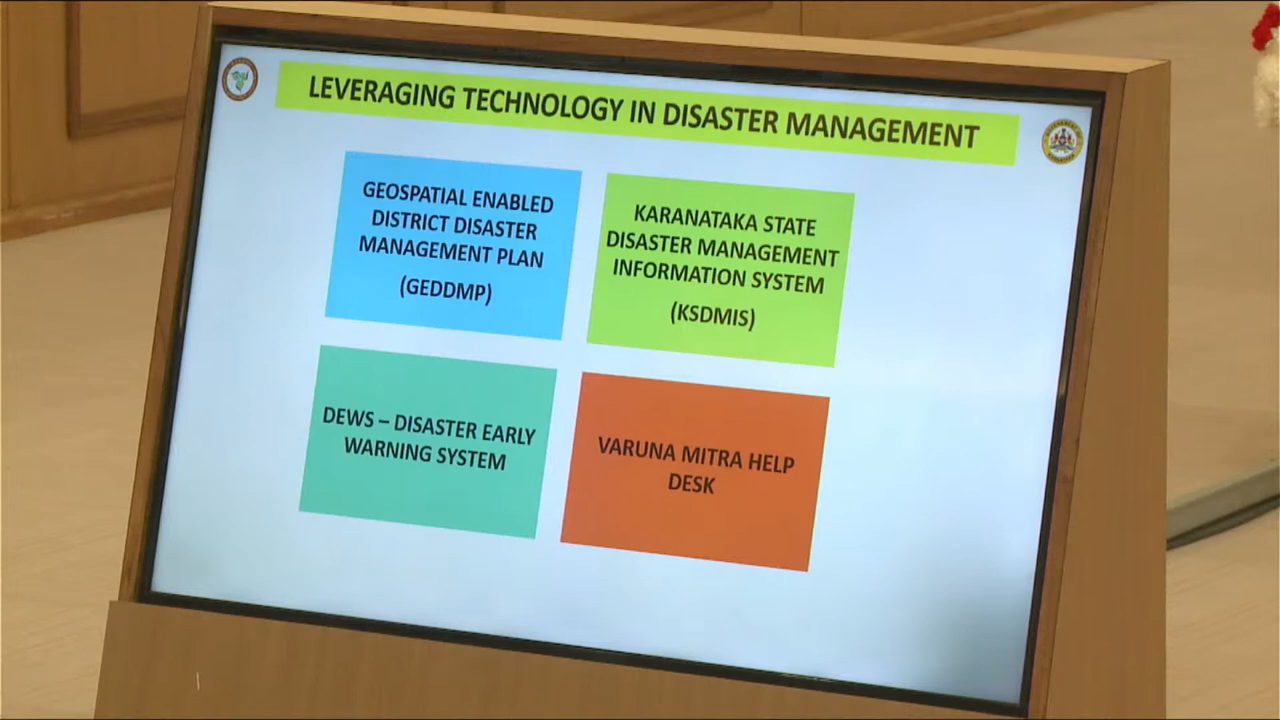 LEVERAGING TECHNOLOGY IN DISASTER MANAGEMENT
GEOSPATIAL ENABLED
DISTRICT DISASTER
MANAGEMENT PLAN
(GEDDMP)
KARANATAKA STATE
DISASTER MANAGEMENT
INFORMATION SYSTEM
(KSDMIS)
DEWS – DISASTER EARLY
WARNING SYSTEM
VARUNA MITRA HELP
DESK